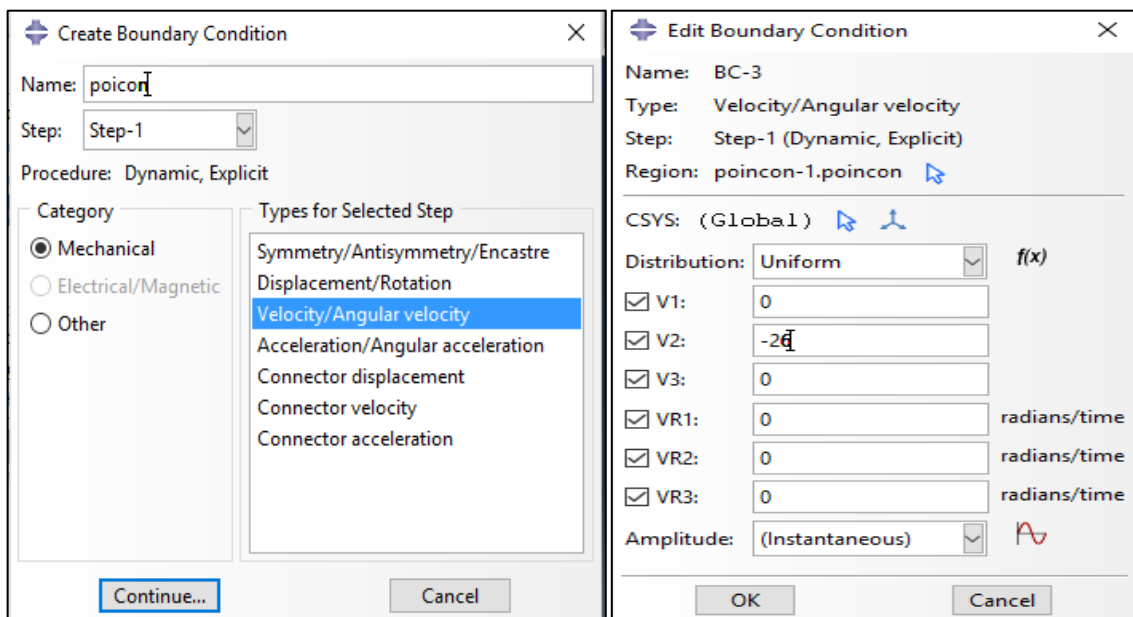 Create Boundary Condition
Name: poicon
Step: Step-1
Procedure: Dynamic, Explicit
Category
Mechanical
Electrical/Magnetic
Other
Types for Selected Step
Symmetry/Antisymmetry/Encastre
Displacement/Rotation
Velocity/Angular velocity
Acceleration/Angular acceleration
Connector displacement
Connector velocity
Connector acceleration
Continue... Cancel
Edit Boundary Condition
Name: BC-3
Type: Velocity/Angular velocity
Step: Step-1 (Dynamic, Explicit)
Region: poincon-1.poincon
CSYS: (Global)
Distribution: Uniform f(x)
V1: 0
V2: -26
V3: 0
VR1: 0 radians/time
VR2: 0 radians/time
VR3: 0 radians/time
Amplitude: (Instantaneous)
OK Cancel